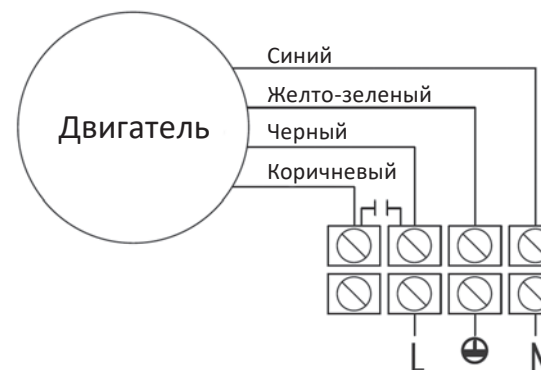 Синий
Желто-зеленый
Двигатель
Черный
Коричневый
L N